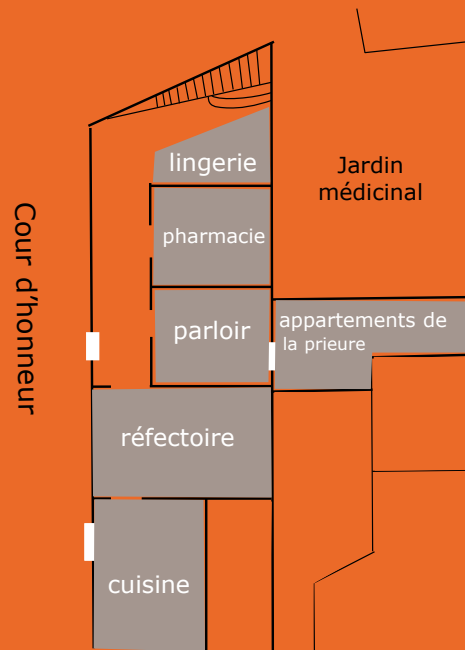 lingerie
Jardin
médicinal
pharmacie
Cour d'honneur
parloir
appartements de
la prieure
réfectoire
cuisine